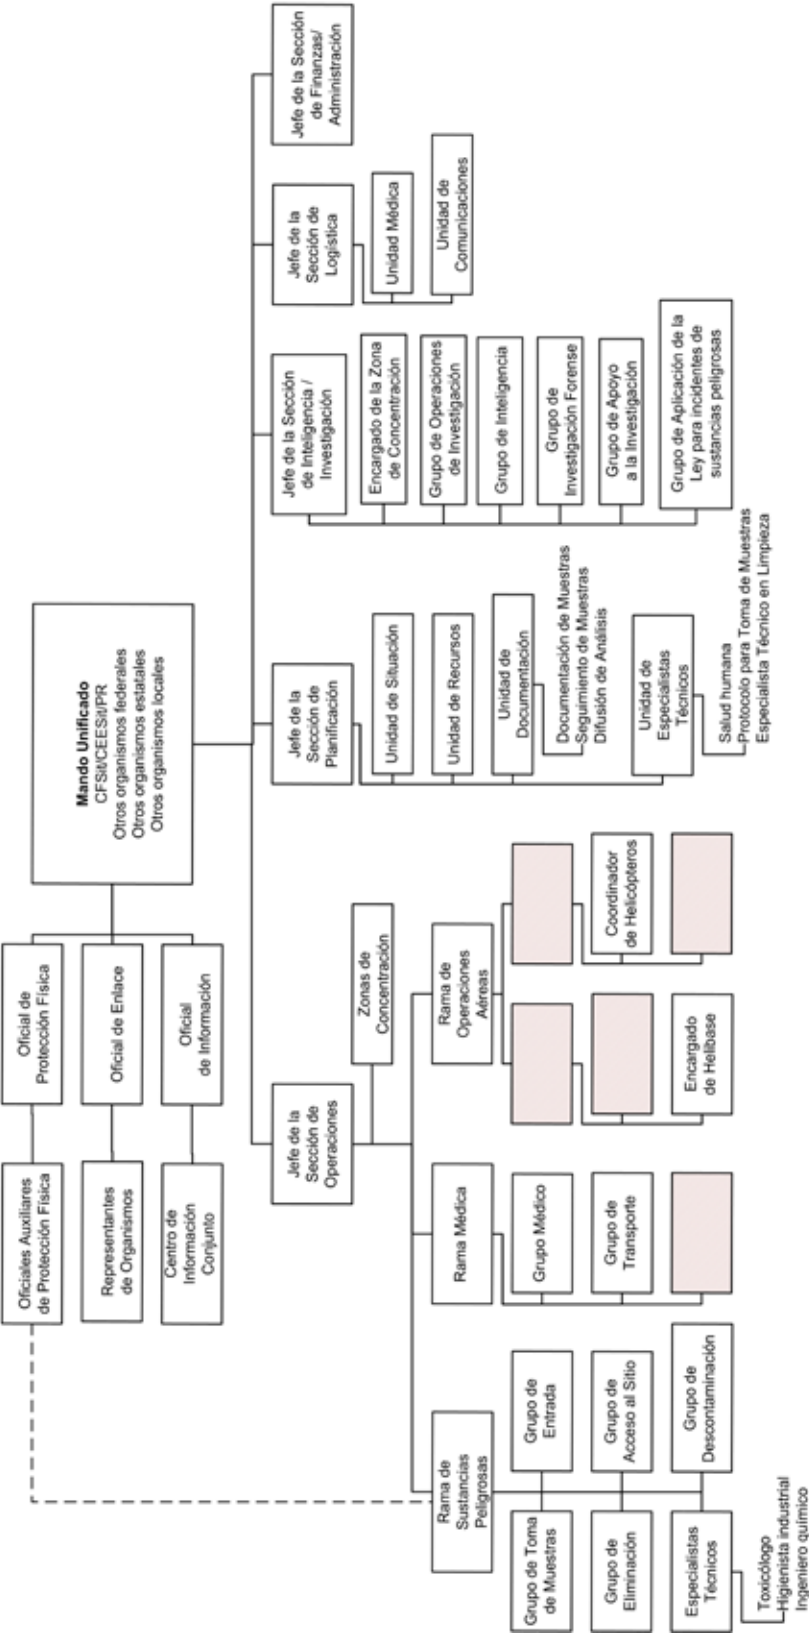 Mando Unificado
CFSit/CEESit/PR
Otros organismos federales
Otros organismos estatales
Otros organismos locales
Oficiales Auxiliares
de Protección Física
Oficial de
Protección Física
Representantes
de Organismos
Oficial de Enlace
Centro de
Información
Conjunto
Oficial
de Información
Jefe de la
Sección de
Operaciones
Zonas de
Concentración
Rama de
Sustancias
Peligrosas
Grupo de Toma
de Muestras
Grupo de
Entrada
Grupo de
Eliminación
Grupo de
Acceso al Sitio
Especialistas
Técnicos
Grupo de
Descontaminación
Toxicólogo
Higienista industrial
Ingeniero químico
Rama Médica
Grupo Médico
Grupo de
Transporte
Rama de
Operaciones
Aéreas
Encargado
de Helibase
Coordinador
de Helicópteros
Jefe de la
Sección de
Planificación
Unidad de Situación
Unidad de Recursos
Unidad de
Documentación
Documentación de Muestras
Seguimiento de Muestras
Difusión de Análisis
Unidad de
Especialistas
Técnicos
Salud humana
Protocolo para Toma de Muestras
Especialista Técnico en Limpieza
Jefe de la Sección
de Inteligencia /
Investigación
Encargado de la Zona
de Concentración
Grupo de Operaciones
de Investigación
Grupo de Inteligencia
Grupo de
Investigación Forense
Grupo de Apoyo
a la Investigación
Grupo de Aplicación de la
Ley para incidentes de
sustancias peligrosas
Jefe de la
Sección de
Logística
Unidad Médica
Unidad de
Comunicaciones
Jefe de la Sección
de Finanzas/
Administración